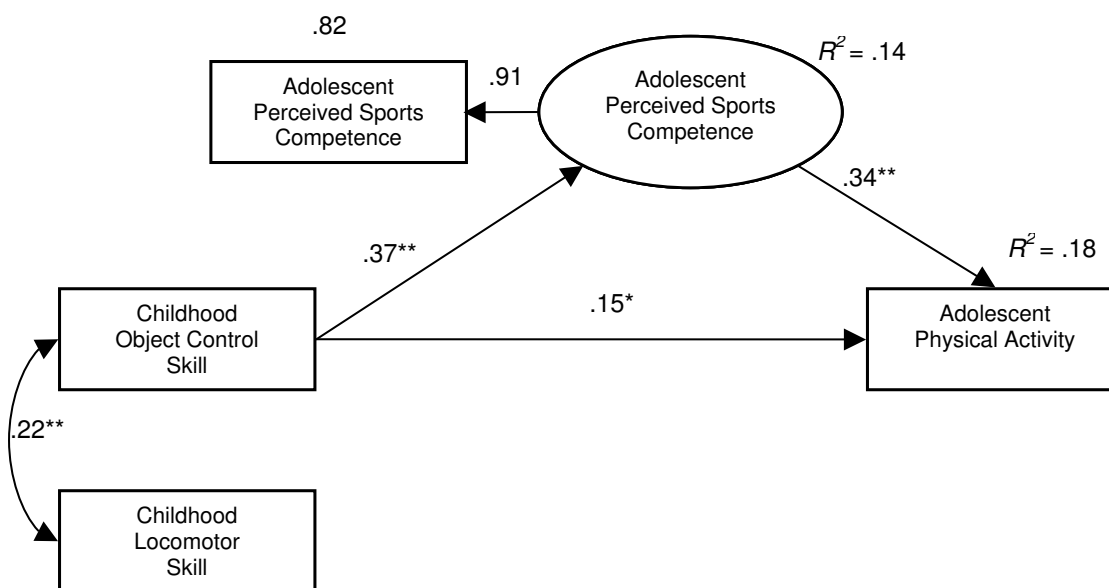 .82
R² = .14
Adolescent
Perceived Sports
Competence
.91
Adolescent
Perceived Sports
Competence
.34**
.37**
R² = .18
.15*
Childhood
Object Control
Skill
Adolescent
Physical Activity
.22**
Childhood
Locomotor
Skill